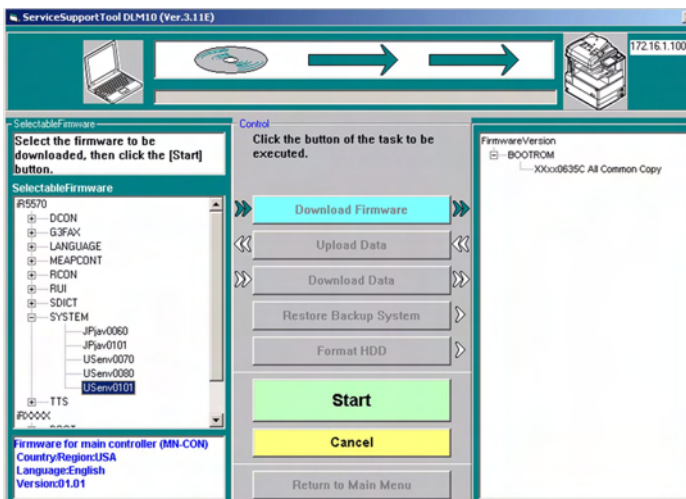 ServiceSupportTool DLM10 (Ver.3.11E)
172.16.1.100
SelectableFirmware
Select the firmware to be
downloaded, then click the [Start]
button.
SelectableFirmware
iR5570
DCON
G3FAX
LANGUAGE
MEAPCONT
RCON
RUI
SDICT
SYSTEM
JPjav0060
JPjav0101
USenv0070
USenv0080
USenv0101
TTS
iRXXXX
Firmware for main controller (MN-CON)
Country/Region:USA
Language:English
Version:01.01
Control
Click the button of the task to be
executed.
Download Firmware
Upload Data
Download Data
Restore Backup System
Format HDD
Start
Cancel
Return to Main Menu
FirmwareVersion
BOOTROM
XXxx0635C All Common Copy